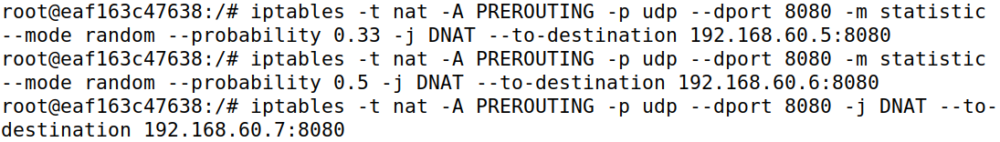 root@eaf163c47638:/# iptables -t nat -A PREROUTING -p udp --dport 8080 -m statistic
--mode random --probability 0.33 -j DNAT --to-destination 192.168.60.5:8080
root@eaf163c47638:/# iptables -t nat -A PREROUTING -p udp --dport 8080 -m statistic
--mode random --probability 0.5 -j DNAT --to-destination 192.168.60.6:8080
root@eaf163c47638:/# iptables -t nat -A PREROUTING -p udp --dport 8080 -j DNAT --to-
destination 192.168.60.7:8080